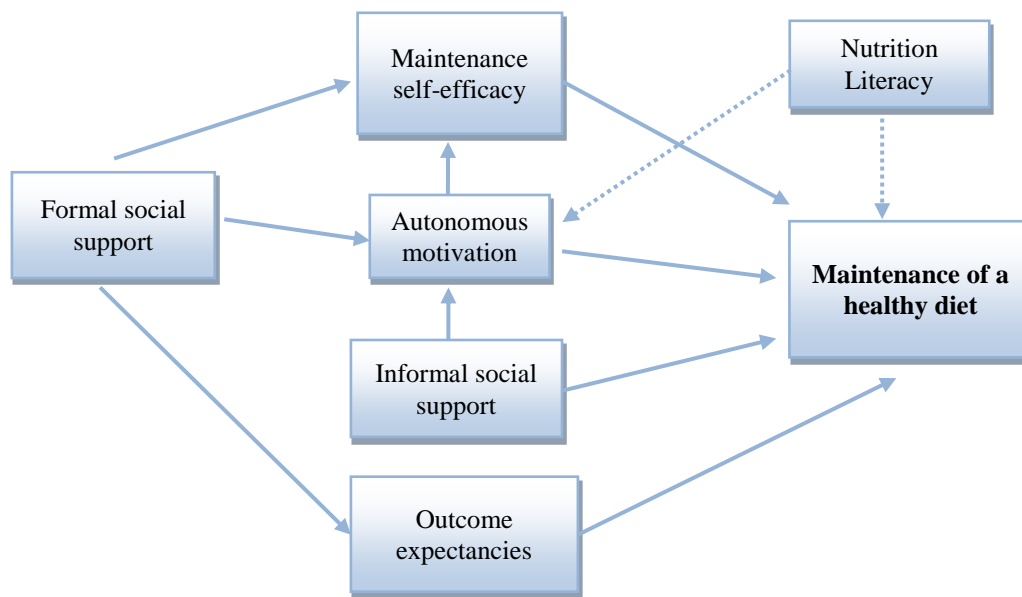 Maintenance
self-efficacy
Nutrition
Literacy
Formal social
support
Autonomous
motivation
Maintenance of a
healthy diet
Informal social
support
Outcome
expectancies